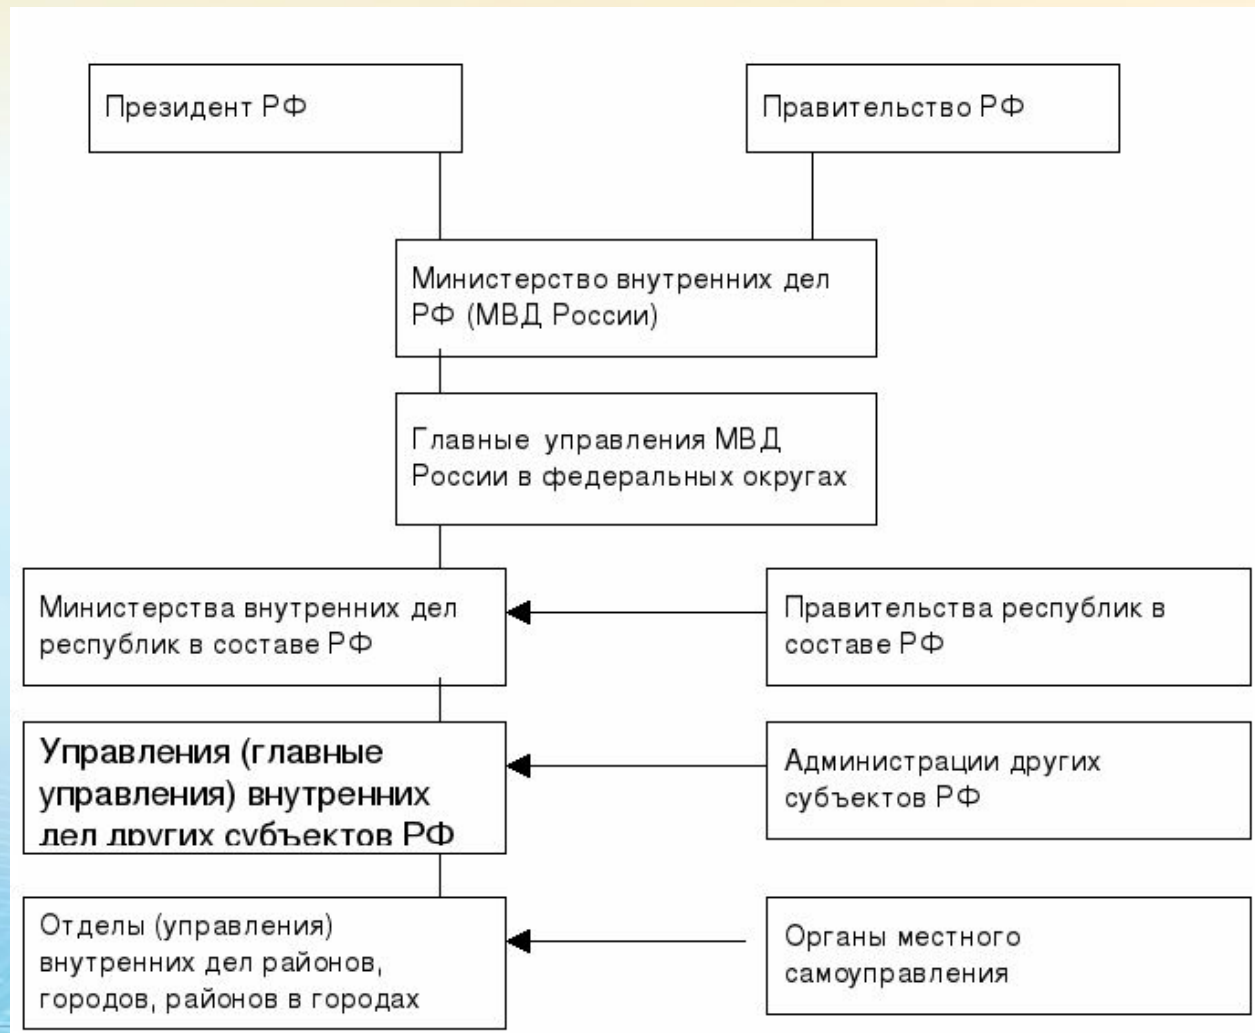 Президент РФ
Правительство РФ
Министерство внутренних дел
РФ (МВД России)
Главные управления МВД
России в федеральных округах
Министерства внутренних дел
республик в составе РФ
Правительства республик в
составе РФ
Управления (главные
управления) внутренних
дел других субъектов РФ
Администрации других
субъектов РФ
Отделы (управления)
внутренних дел районов,
городов, районов в городах
Органы местного
самоуправления